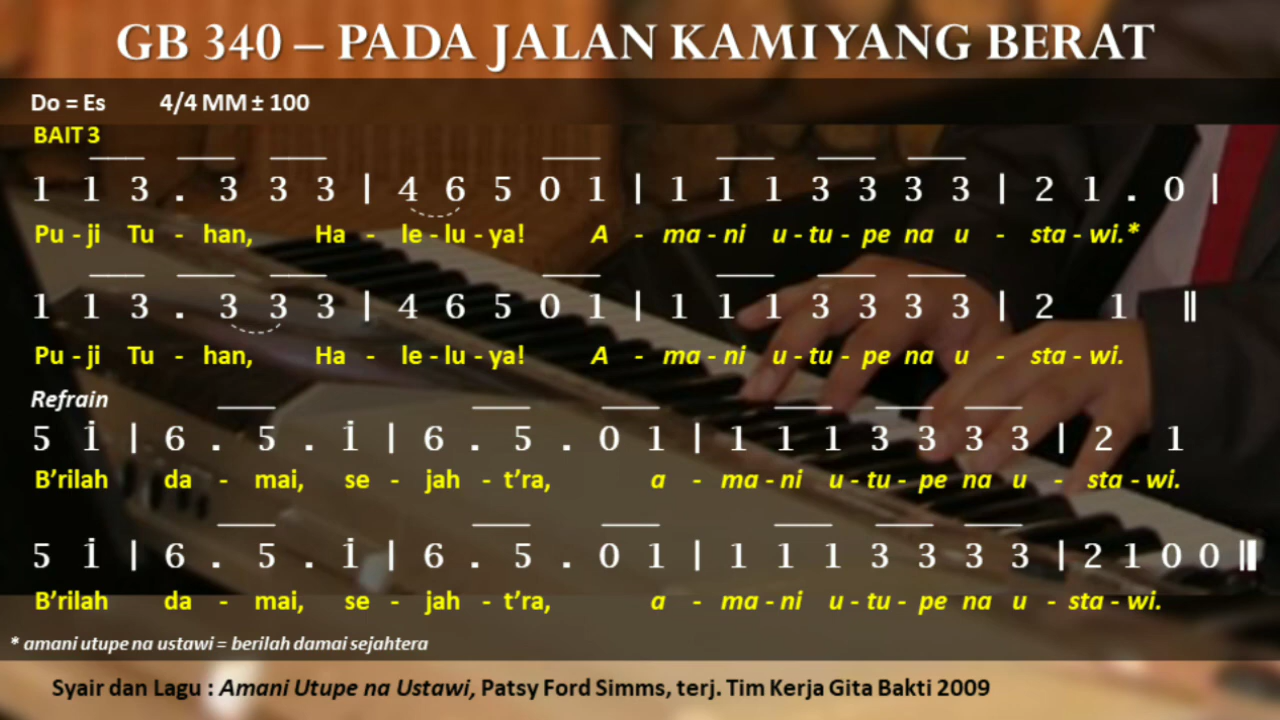 GB 340 – PADA JALAN KAMI YANG BERAT
Do = Es 4/4 MM ± 100
BAIT 3
1 1 3 . 3 3 3 | 4 6 5 0 1 | 1 1 1 3 3 3 3 | 2 1 . 0 |
Pu - ji Tu - han, Ha - le - lu - ya! A - ma - ni u - tu - pe na u - sta - wi.*
1 1 3 . 3 3 3 | 4 6 5 0 1 | 1 1 1 3 3 3 3 | 2 1 ||
Pu - ji Tu - han, Ha - le - lu - ya! A - ma - ni u - tu - pe na u - sta - wi.
Refrain
5 i | 6 . 5 . i | 6 . 5 . 0 1 | 1 1 1 3 3 3 3 | 2 1
B’rilah da - mai, se - jah - t’ra, a - ma - ni u - tu - pe na u - sta - wi.
5 i | 6 . 5 . i | 6 . 5 . 0 1 | 1 1 1 3 3 3 3 | 2 1 0 0 ||
B’rilah da - mai, se - jah - t’ra, a - ma - ni u - tu - pe na u - sta - wi.
* amani utupe na ustawi = berilah damai sejahtera
Syair dan Lagu : Amani Utupe na Ustawi, Patsy Ford Simms, terj. Tim Kerja Gita Bakti 2009